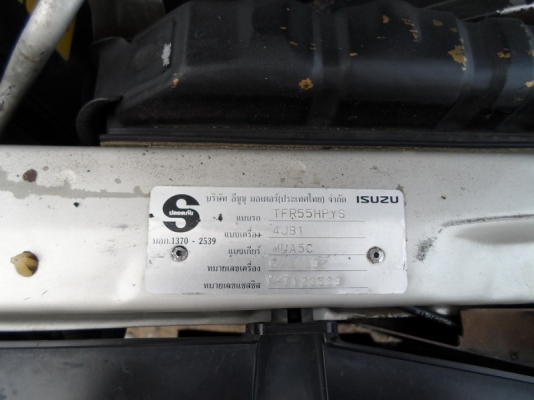 บริษัท อีซูซุ มอเตอร์(ประเทศไทย) จำกัด ISUZU
ปลอดภัย
แบบรถ TFR55HPYS
แบบเครื่อง 4JB1
มอก.1370 - 2539
ดูแบบเกียร์ MUA5C
หมายเลขเครื่อง
หมายเลขแชสซิส